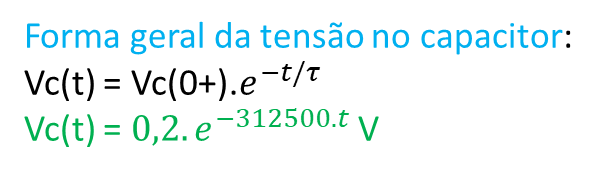 Forma geral da tensão no capacitor:
Vc(t) = Vc(0+).e^{−t/τ}
Vc(t) = 0,2. e^{−312500.t} V